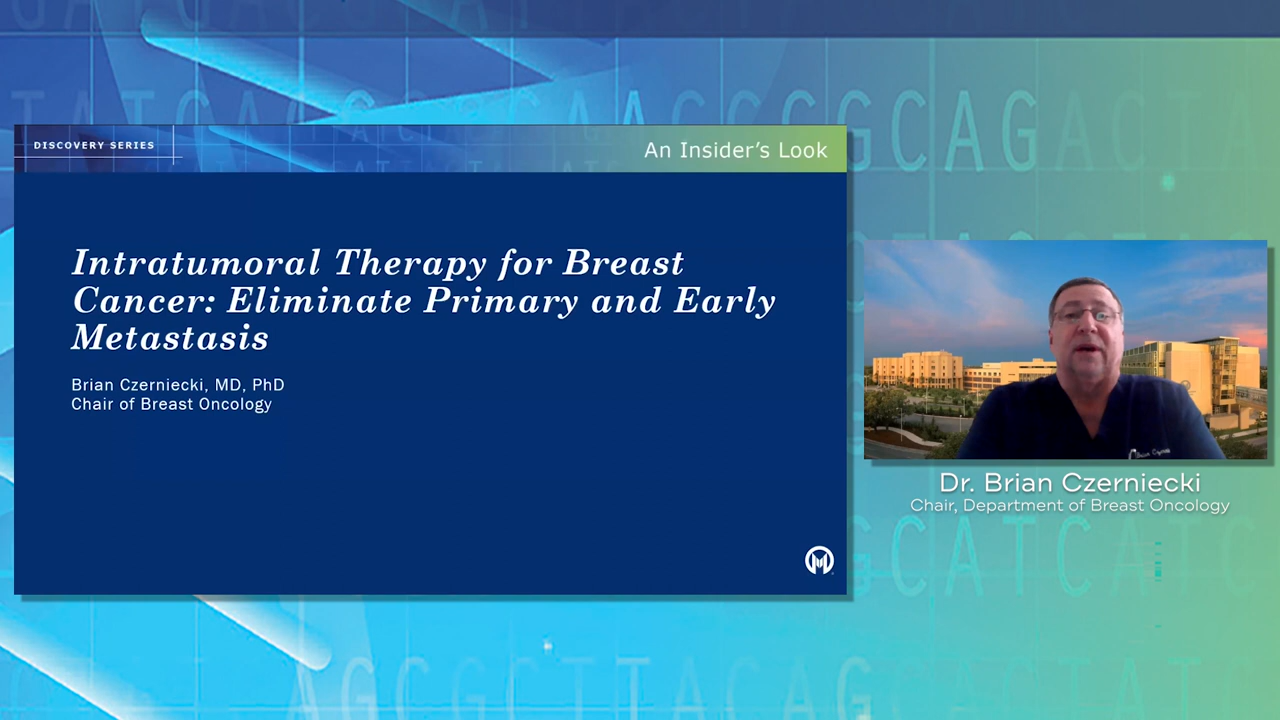 DISCOVERY SERIES
An Insider's Look
Intratumoral Therapy for Breast
Cancer: Eliminate Primary and Early
Metastasis
Brian Czerniecki, MD, PhD
Chair of Breast Oncology
Dr. Brian Czerniecki
Chair, Department of Breast Oncology